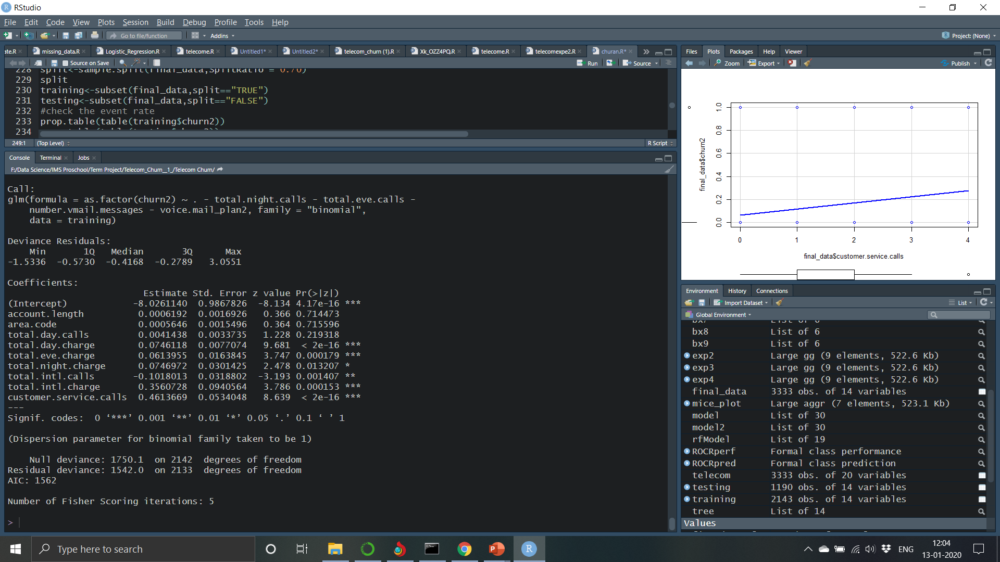 RStudio
File Edit Code View Plots Session Build Debug Profile Tools Help
Go to file/function Addins Project: (None)
ate.R missing_data.R Logistic_Regression.R telecome.R Untitled1* Untitled2* telecom_churn (1).R Xk_OZZ4PQ.R telecome.R telecomexpe2.R churan.R*
Source on Save Run Source
228 split<-sample.split(final_data,SplitRatio = 0.70)
229 split
230 training<-subset(final_data,split=="TRUE")
231 testing<-subset(final_data,split=="FALSE")
232 #check the event rate
233 prop.table(table(training$churn2))
234
249:1 (Top Level) R Script
Console Terminal Jobs
F:/Data Science/IMS Proschool/Term Project/Telecom_Churn__1_/Telecom Churn/
Call:
glm(formula = as.factor(churn2) ~ . - total.night.calls - total.eve.calls -
number.vmail.messages - voice.mail_plan2, family = "binomial",
data = training)
Deviance Residuals:
Min 1Q Median 3Q Max
-1.5336 -0.5730 -0.4168 -0.2789 3.0551
Coefficients:
Estimate Std. Error z value Pr(>|z|)
(Intercept) -8.0261140 0.9867826 -8.134 4.17e-16 ***
account.length 0.0006192 0.0016926 0.366 0.714473
area.code 0.0005646 0.0015496 0.364 0.715596
total.day.calls 0.0041438 0.0033735 1.228 0.219318
total.day.charge 0.0746118 0.0077074 9.681 < 2e-16 ***
total.eve.charge 0.0613955 0.0163845 3.747 0.000179 ***
total.night.charge 0.0746972 0.0301425 2.478 0.013207 *
total.intl.calls -0.1018013 0.0318802 -3.193 0.001407 **
total.intl.charge 0.3560728 0.0940564 3.786 0.000153 ***
customer.service.calls 0.4613669 0.0534048 8.639 < 2e-16 ***
---
Signif. codes: 0 ‘***’ 0.001 ‘**’ 0.01 ‘*’ 0.05 ‘.’ 0.1 ‘ ’ 1
(Dispersion parameter for binomial family taken to be 1)
Null deviance: 1750.1 on 2142 degrees of freedom
Residual deviance: 1542.0 on 2133 degrees of freedom
AIC: 1562
Number of Fisher Scoring iterations: 5
>
Files Plots Packages Help Viewer
Zoom Export Publish
final_data$churn2
0.0 0.2 0.4 0.6 0.8 1.0
0 1 2 3 4
final_data$customer.service.calls
Environment History Connections
Import Dataset List
Global Environment
bx7 List of 6
bx8 List of 6
bx9 List of 6
exp2 Large gg (9 elements, 522.6 Kb)
exp3 Large gg (9 elements, 522.6 Kb)
exp4 Large gg (9 elements, 522.6 Kb)
final_data 3333 obs. of 14 variables
mice_plot Large aggr (7 elements, 523.1 Kb)
model List of 30
model2 List of 30
rfModel List of 19
ROCRperf Formal class performance
ROCRpred Formal class prediction
telecom 3333 obs. of 20 variables
testing 1190 obs. of 14 variables
training 2143 obs. of 14 variables
tree List of 14
Values
Type here to search
ENG
12:04
13-01-2020